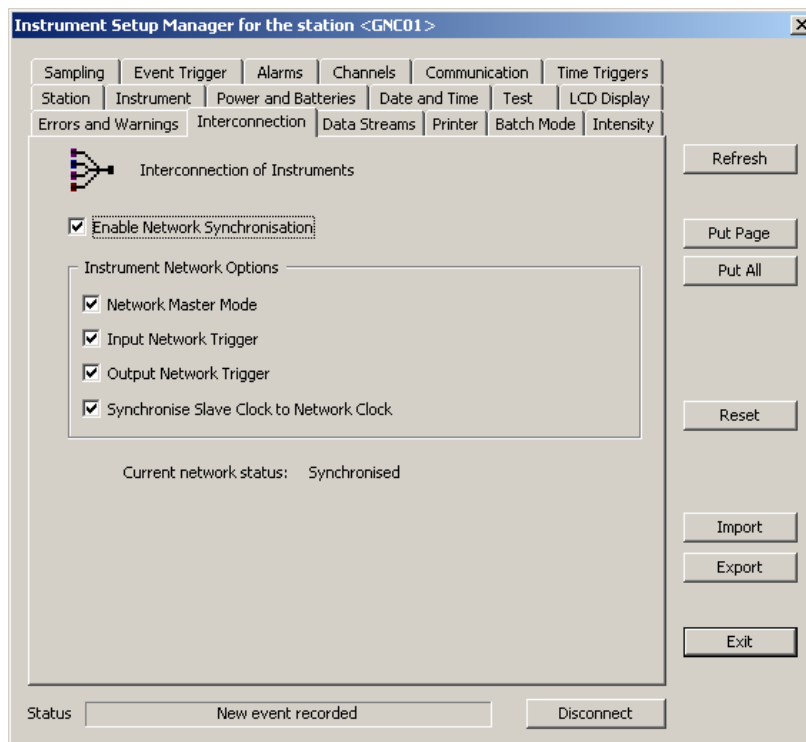 Instrument Setup Manager for the station <GNC01>
Sampling Event Trigger Alarms Channels Communication Time Triggers
Station Instrument Power and Batteries Date and Time Test LCD Display
Errors and Warnings Interconnection Data Streams Printer Batch Mode Intensity
Interconnection of Instruments
Enable Network Synchronisation
Instrument Network Options
Network Master Mode
Input Network Trigger
Output Network Trigger
Synchronise Slave Clock to Network Clock
Current network status: Synchronised
Refresh
Put Page
Put All
Reset
Import
Export
Exit
Status New event recorded Disconnect